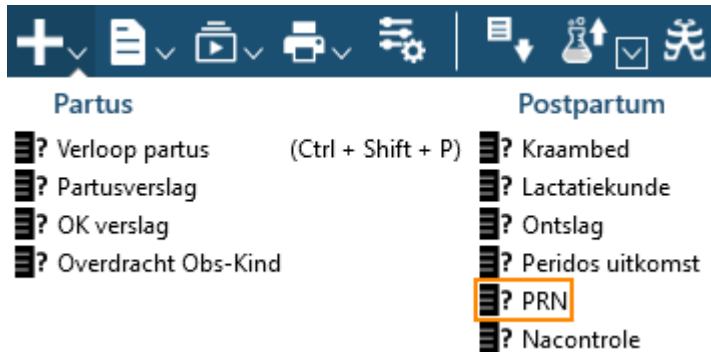 Partus
? Verloop partus (Ctrl + Shift + P)
? Partusverslag
? OK verslag
? Overdracht Obs-Kind
Postpartum
? Kraambed
? Lactatiekunde
? Ontslag
? Peridos uitkomst
? PRN
? Nacontrole